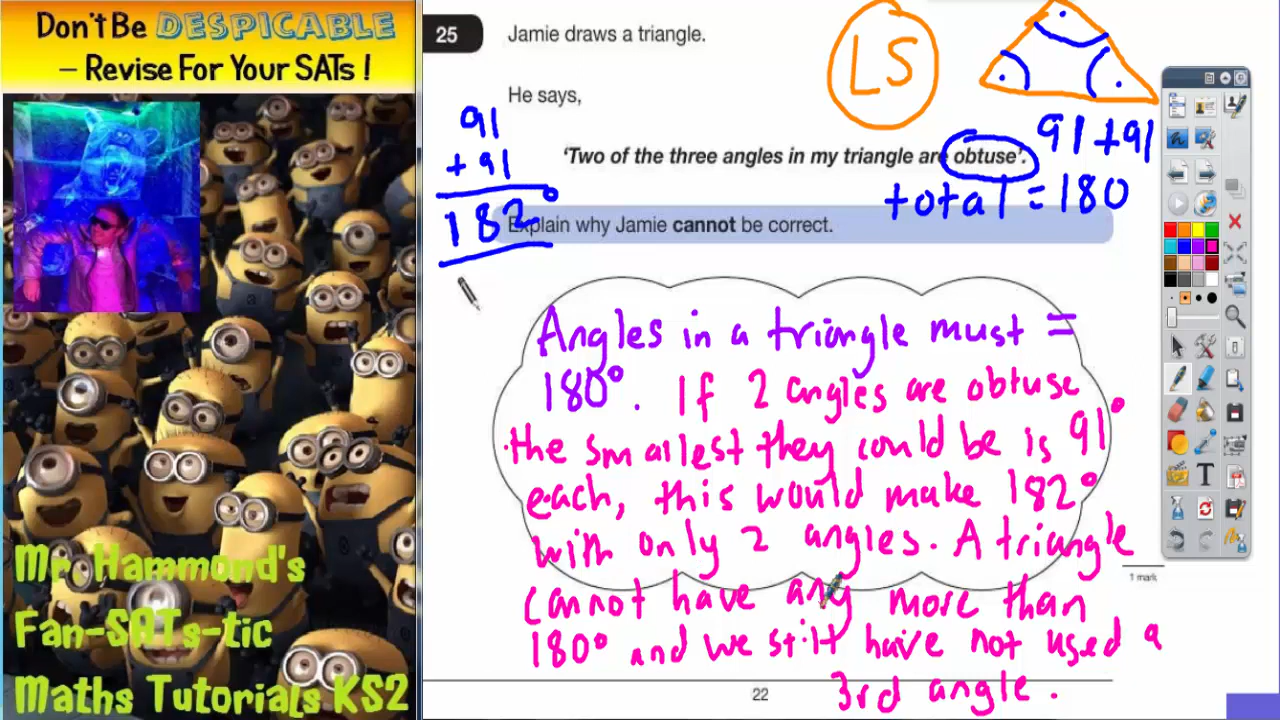 Don't Be DESPICABLE
– Revise For Your SATs !
Mr. Hammond's
Fan-SATs-tic
Maths Tutorials KS2
25
Jamie draws a triangle.
LS
He says,
91
+ 91
182°
91 + 91
'Two of the three angles in my triangle are obtuse'.
total = 180
Explain why Jamie cannot be correct.
Angles in a triangle must =
180°. If 2 angles are obtuse
the smallest they could be is 91°
each, this would make 182°
with only 2 angles. A triangle
cannot have any more than
180° and we still have not used a
3rd angle.
1 mark
22